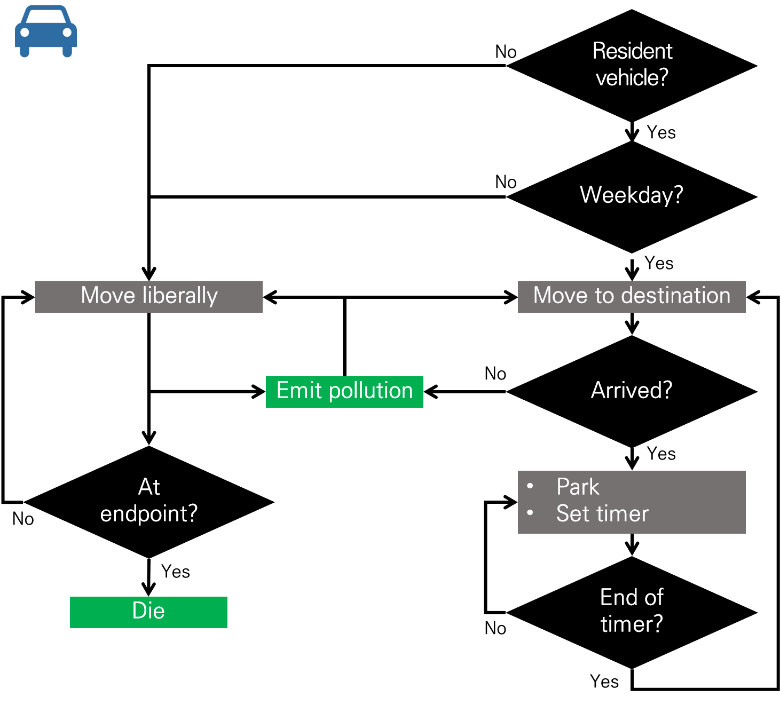 No
Resident
vehicle?
Yes
No
Weekday?
Yes
Move liberally
Move to destination
No
Emit pollution
Arrived?
Yes
At
endpoint?
• Park
• Set timer
No
Yes
Die
End of
timer?
No
Yes